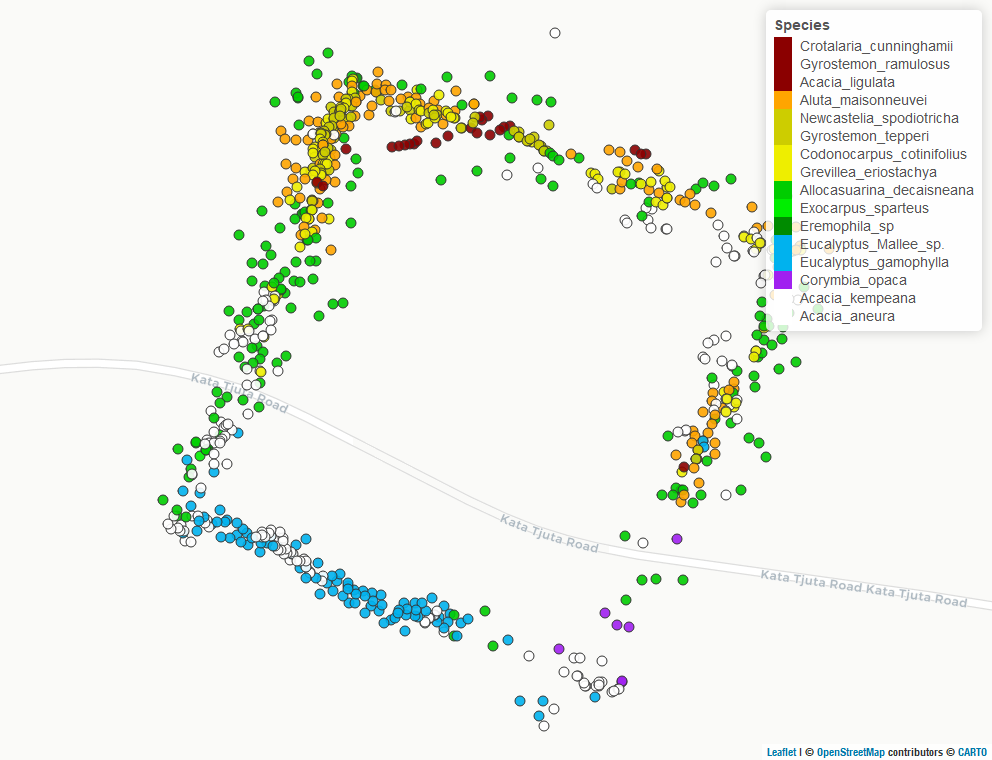 Species
Crotalaria_cunninghamii
Gyrostemon_ramulosus
Acacia_ligulata
Aluta_maisonneuvei
Newcastelia_spodiotricha
Gyrostemon_tepperi
Codonocarpus_cotinifolius
Grevillea_eriostachya
Allocasuarina_decaisneana
Exocarpus_sparteus
Eremophila_sp
Eucalyptus_Mallee_sp.
Eucalyptus_gamophylla
Corymbia_opaca
Acacia_kempeana
Acacia_aneura
Kata Tjuta Road
Kata Tjuta Road
Kata Tjuta Road Kata Tjuta Road
Leaflet | © OpenStreetMap contributors © CARTO